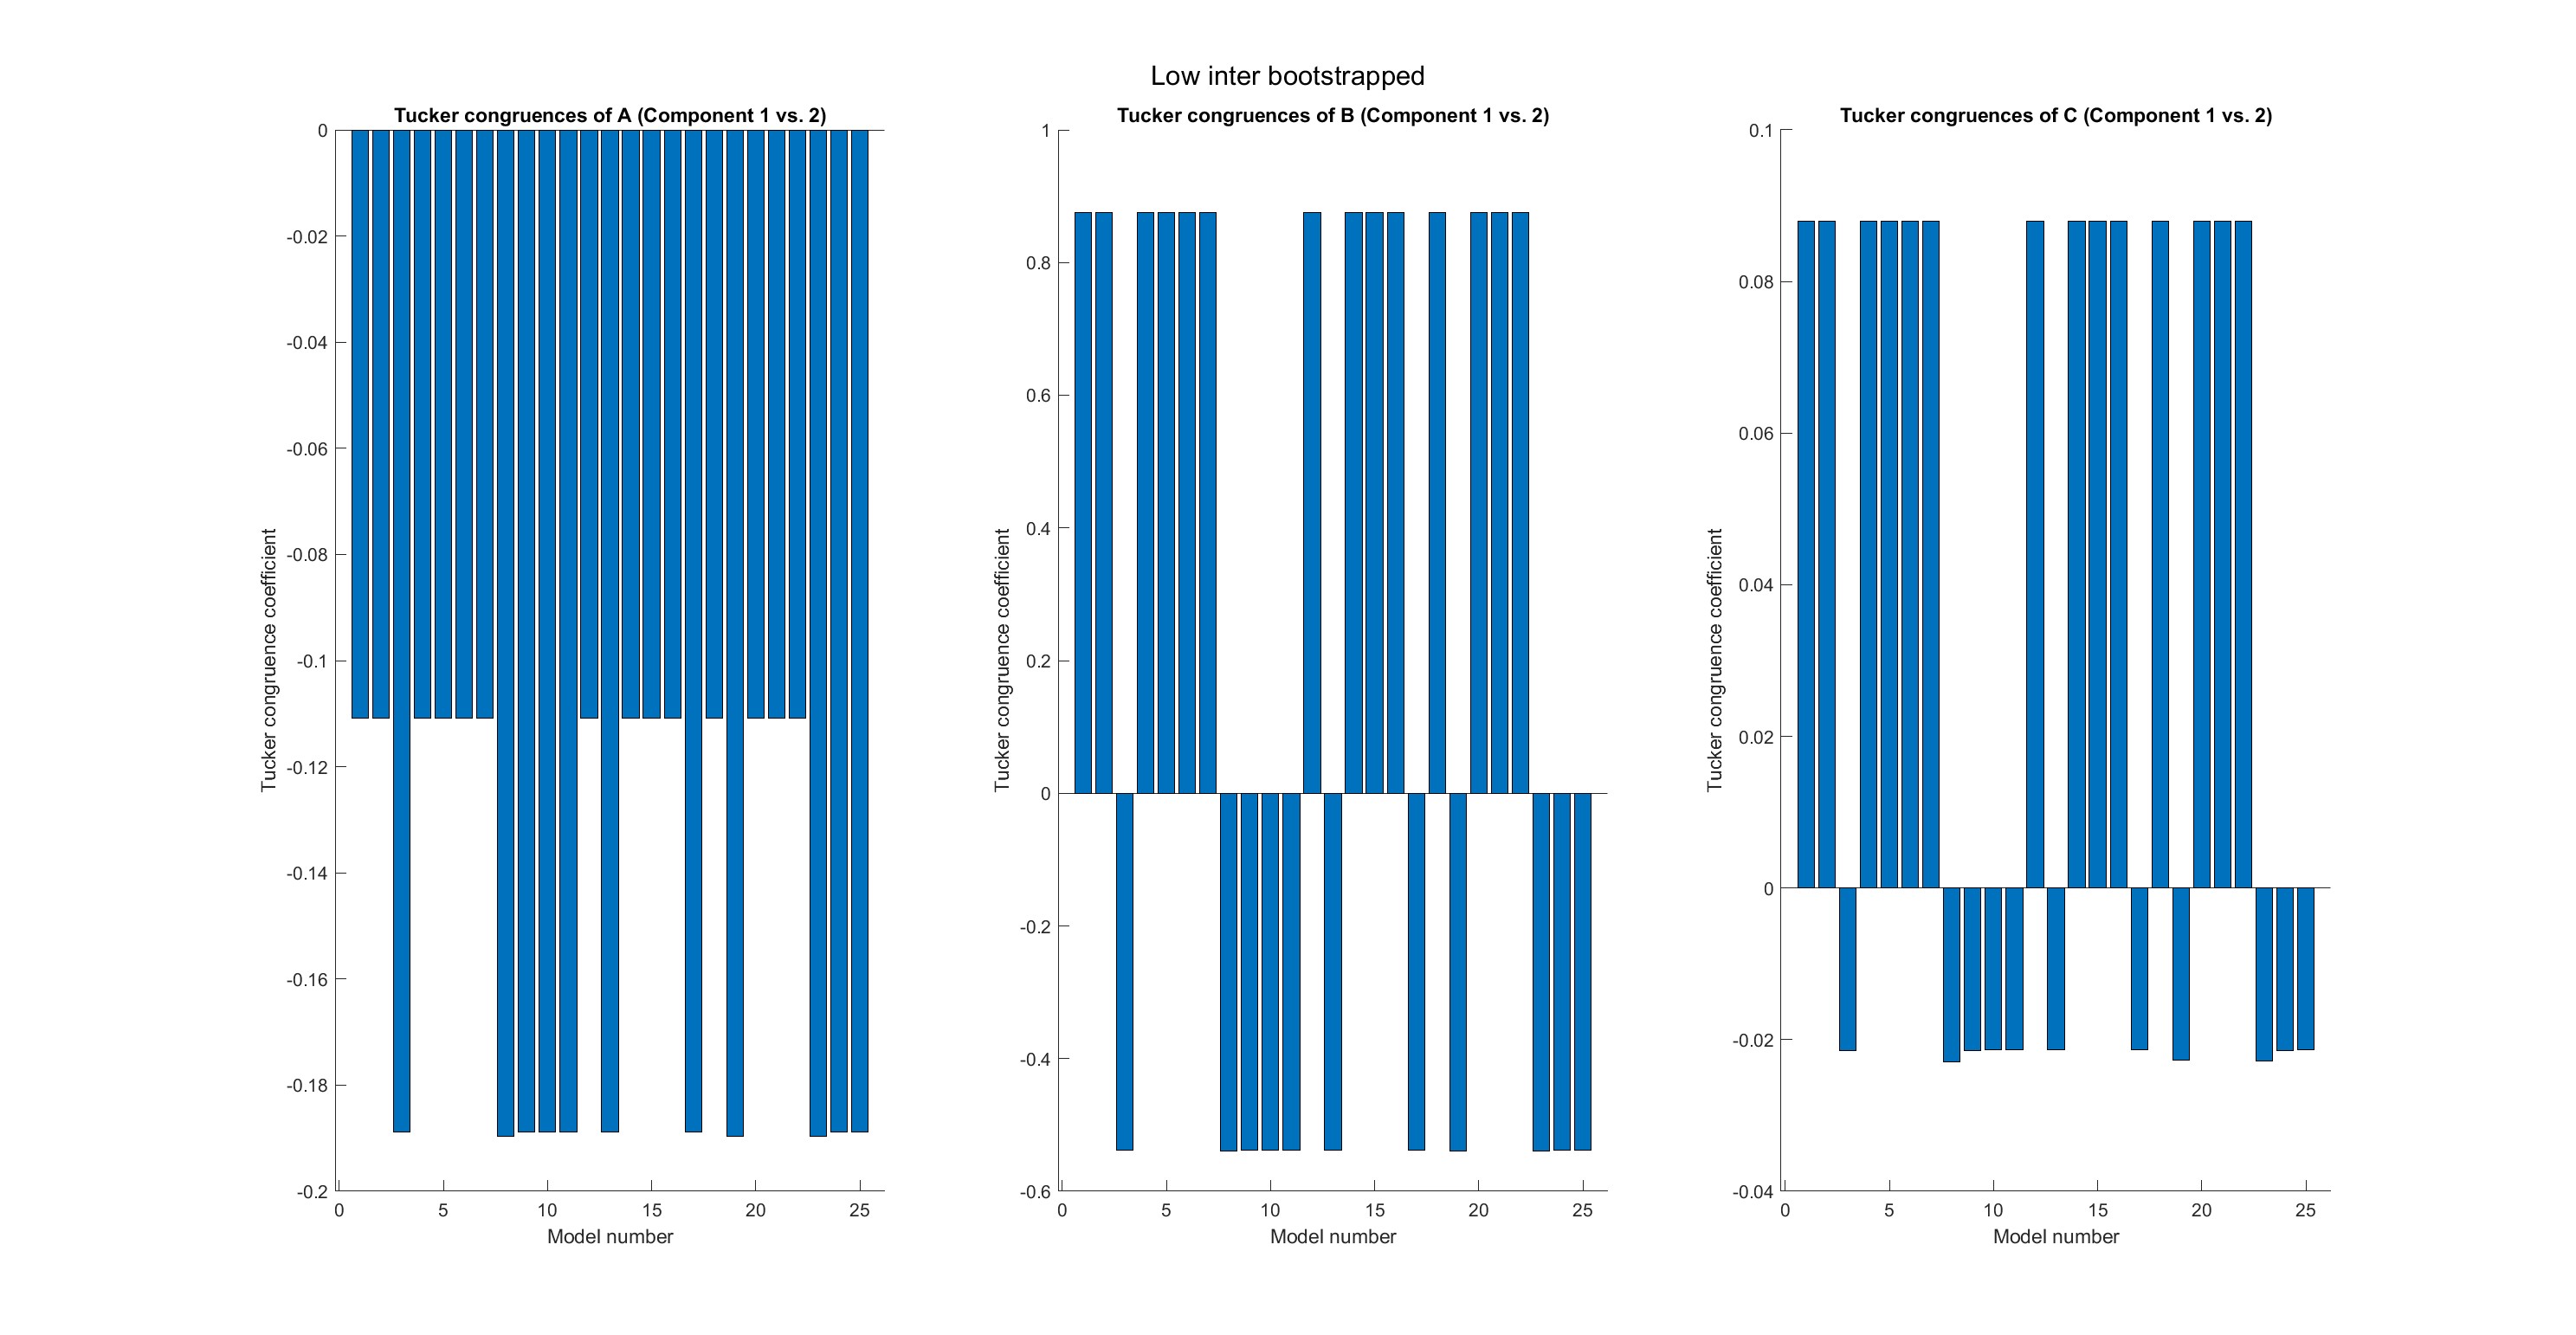 Low inter bootstrapped
Tucker congruences of A (Component 1 vs. 2)
0
-0.02
-0.04
-0.06
-0.08
-0.1
-0.12
-0.14
-0.16
-0.18
-0.2
Tucker congruence coefficient
0 5 10 15 20 25
Model number
Tucker congruences of B (Component 1 vs. 2)
1
0.8
0.6
0.4
0.2
0
-0.2
-0.4
-0.6
Tucker congruence coefficient
0 5 10 15 20 25
Model number
Tucker congruences of C (Component 1 vs. 2)
0.1
0.08
0.06
0.04
0.02
0
-0.02
-0.04
Tucker congruence coefficient
0 5 10 15 20 25
Model number